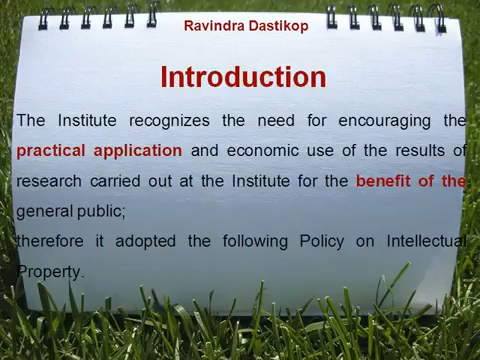 Ravindra Dastikop
Introduction
The Institute recognizes the need for encouraging the
practical application and economic use of the results of
research carried out at the Institute for the benefit of the
general public;
therefore it adopted the following Policy on Intellectual
Property.